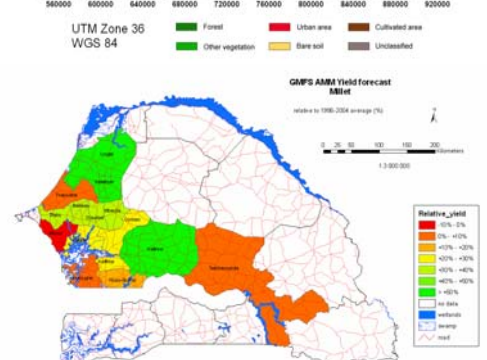 560000 600000 640000 680000 720000 760000 800000 840000 880000 920000
UTM Zone 36
WGS 84
Forest
Urban area
Cultivated area
Other vegetation
Bare soil
Unclassified
GMFS AMM Yield forecast
Millet
relative to 1998-2004 average (%)
0 25 50 100 150 200
Kilometers
1:3 000 000
Relative_yield
-10% - 0%
0% - +10%
+10% - +20%
+20% - +30%
+30% - +40%
+40% - +50%
> +50%
no data
wetlands
swamp
road